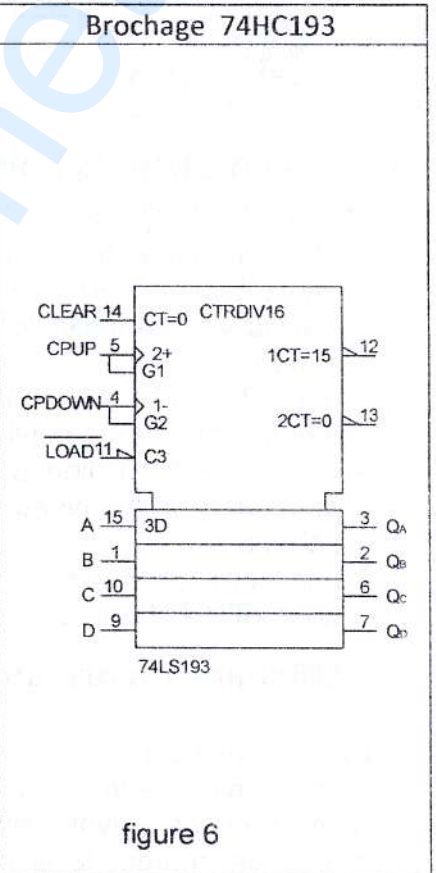 Brochage 74HC193
CLEAR 14 CT=0 CTRDIV16
CPUP 5 2+ 1CT=15 12
G1
CPDOWN 4 1- 2CT=0 13
G2
LOAD 11 C3
A 15 3D 3 QA
B 1 2 QB
C 10 6 QC
D 9 7 QD
74LS193
figure 6